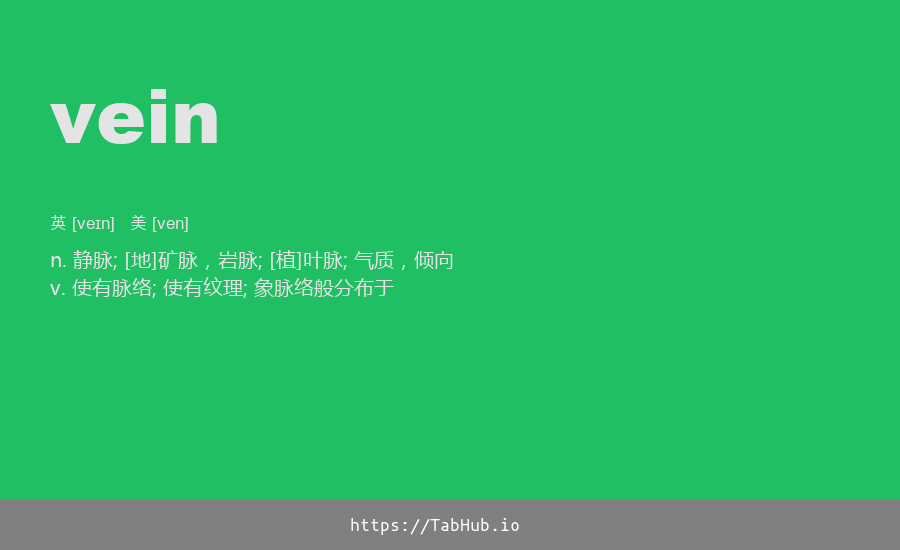 vein
英 [veɪn] 美 [ven]
n. 静脉; [地]矿脉，岩脉; [植]叶脉; 气质，倾向
v. 使有脉络; 使有纹理; 象脉络般分布于
https://TabHub.io